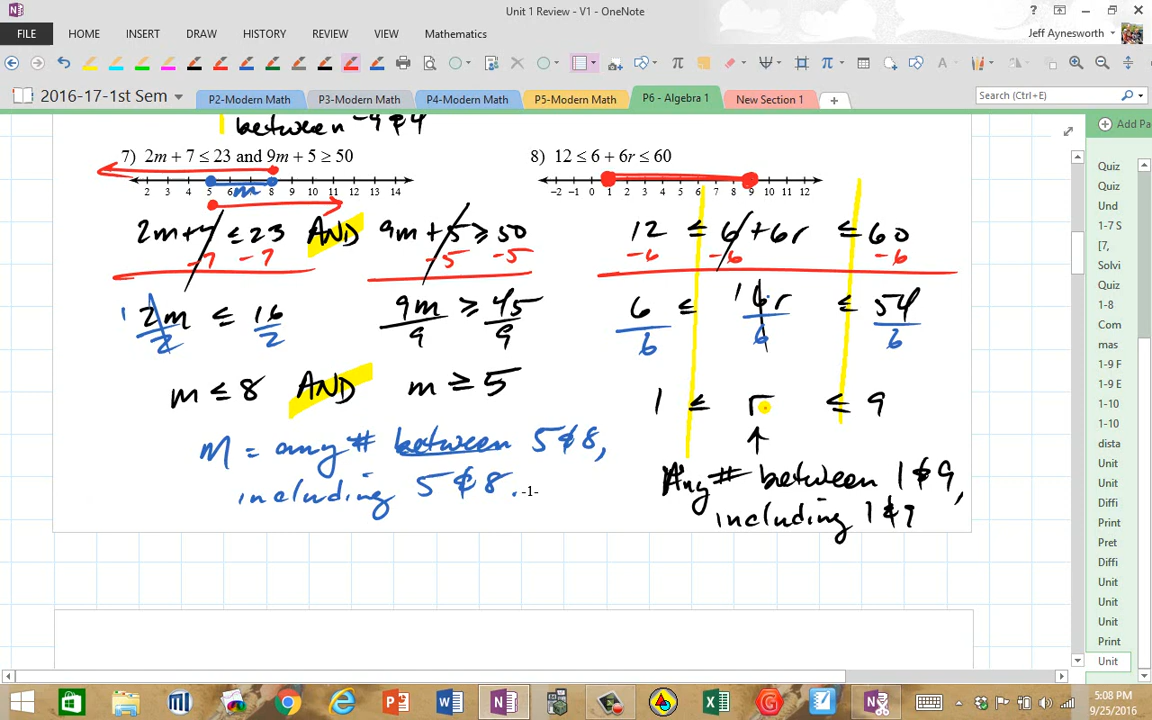 Unit 1 Review - V1 - OneNote
FILE HOME INSERT DRAW HISTORY REVIEW VIEW Mathematics
Jeff Aynesworth
2016-17-1st Sem P2-Modern Math P3-Modern Math P4-Modern Math P5-Modern Math P6 - Algebra 1 New Section 1
Search (Ctrl+E)
Add Pa
between -4 & 4
7) 2m + 7 ≤ 23 and 9m + 5 ≥ 50
2 3 4 5 6 7 8 9 10 11 12 13 14
m
2m+7 ≤ 23 AND 9m+5 ≥ 50
-7 -7 -5 -5
1 2m ≤ 16 9m ≥ 45
2 2 9 9
m ≤ 8 AND m ≥ 5
M = any # between 5 & 8,
including 5 & 8.
-1-
8) 12 ≤ 6 + 6r ≤ 60
-2 -1 0 1 2 3 4 5 6 7 8 9 10 11 12
12 ≤ 6+6r ≤ 60
-6 -6 -6
6 ≤ 1 6r ≤ 54
6 6 6
1 ≤ r ≤ 9
Any # between 1 & 9,
including 1 & 9
Quiz
Quiz
Und
1-7 S
[7,
Solvi
Quiz
1-8
Com
mas
1-9 F
1-9 E
1-10
1-10
dista
Unit
Unit
Diffi
Print
Pret
Diffi
Unit
Unit
Unit
Print
Unit
5:08 PM
9/25/2016